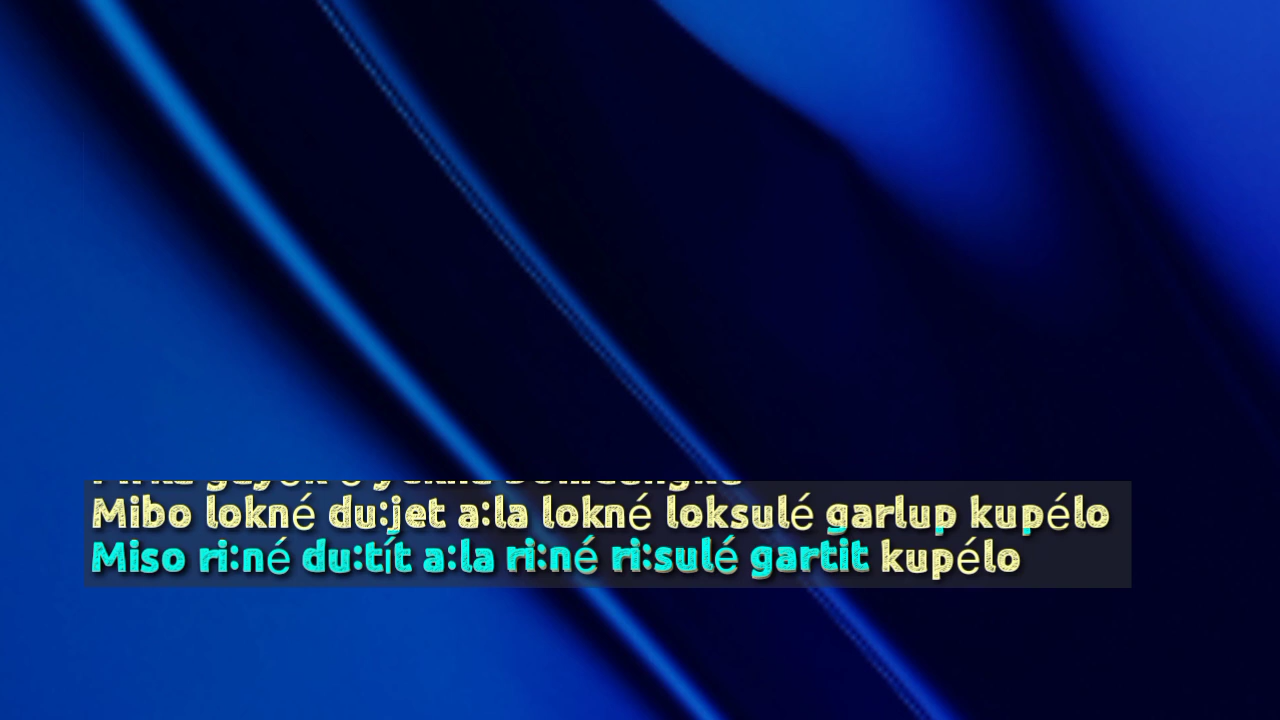 Mibo lokné du:jet a:la lokné loksulé garlup kupélo
Miso ri:né du:tít a:la ri:né ri:sulé gartit kupélo